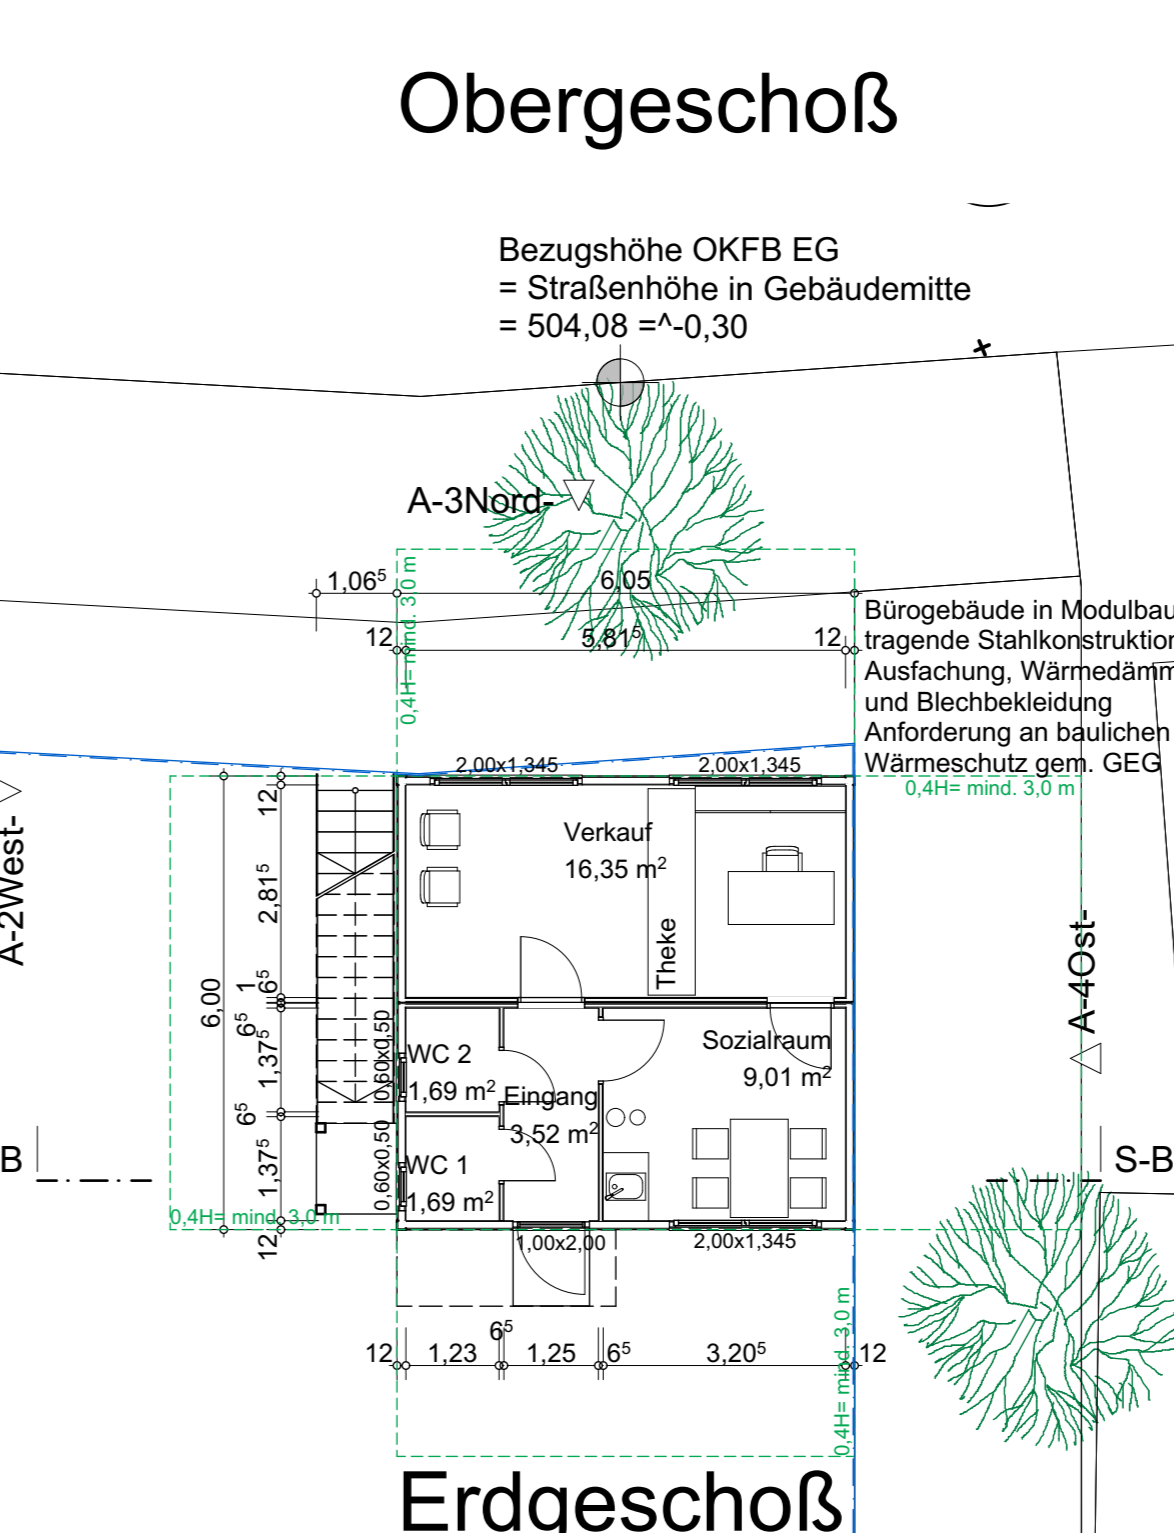 Obergeschoß
Bezugshöhe OKFB EG
= Straßenhöhe in Gebäudemitte
= 504,08 =^-0,30
A-3Nord-
1,06⁵
6,05
0,4H= mind. 3,0 m
12
5,81⁵
12
Bürogebäude in Modulbau
tragende Stahlkonstruktion
Ausfachung, Wärmedämm
und Blechbekleidung
Anforderung an baulichen
Wärmeschutz gem. GEG
0,4H= mind. 3,0 m
2,00x1,345
2,00x1,345
A-2West-
12
2,81⁵
1
6⁵
6⁵
1,37⁵
6⁵
1,37⁵
12
6,00
Verkauf
16,35 m²
Theke
A-4Ost-
0,60x0,50
WC 2
1,69 m²
Eingang
3,52 m²
Sozialraum
9,01 m²
0,60x0,50
WC 1
1,69 m²
B
S-B
0,4H= mind. 3,0 m
1,00x2,00
2,00x1,345
0,4H= mind. 3,0 m
6⁵
12
1,23
1,25
6⁵
3,20⁵
12
Erdgeschoß